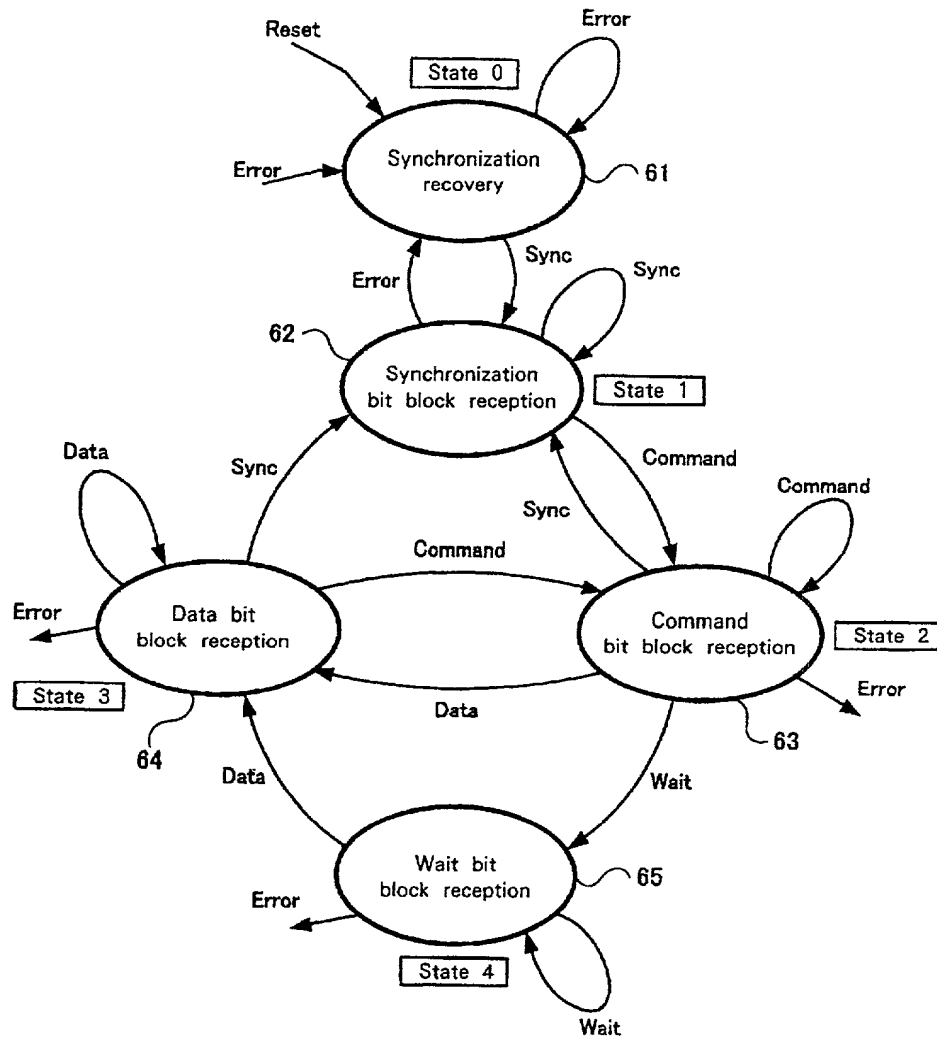 Reset
Error
State 0
Synchronization
recovery
Error
61
Sync
Error
Sync
62
Synchronization
bit block reception
State 1
Data
Sync
Command
Sync
Command
Command
Error
Data bit
block reception
Command
bit block reception
State 2
State 3
Data
Error
64
63
Data
Wait
Wait bit
block reception
65
Error
State 4
Wait